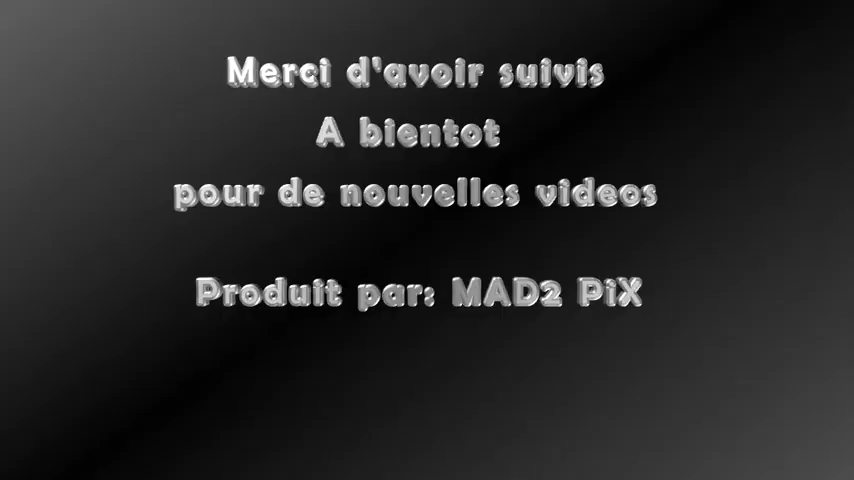 Merci d'avoir suivis
A bientot
pour de nouvelles videos
Produit par: MAD2 PiX